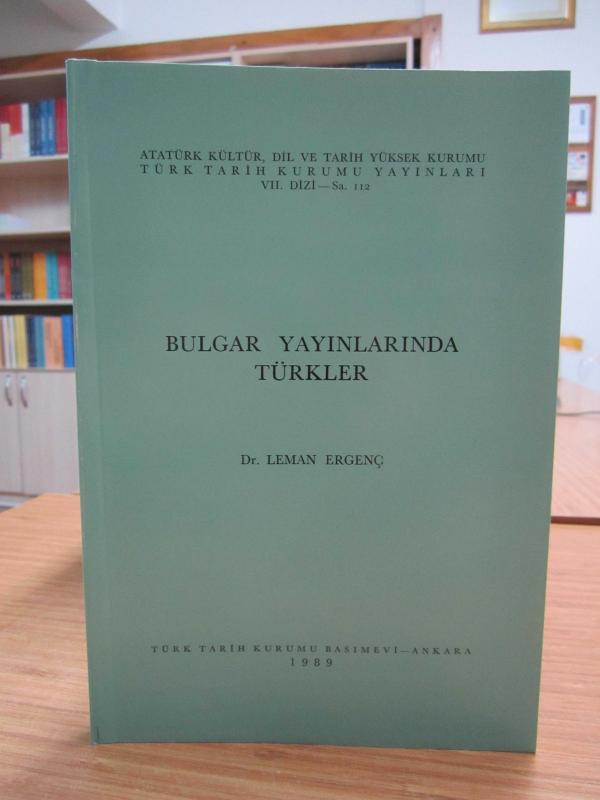 ATATÜRK KÜLTÜR, DİL VE TARİH YÜKSEK KURUMU
TÜRK TARİH KURUMU YAYINLARI
VII. DİZİ — Sa. 112
BULGAR YAYINLARINDA
TÜRKLER
Dr. LEMAN ERGENÇ
TÜRK TARİH KURUMU BASIMEVİ—ANKARA
1989